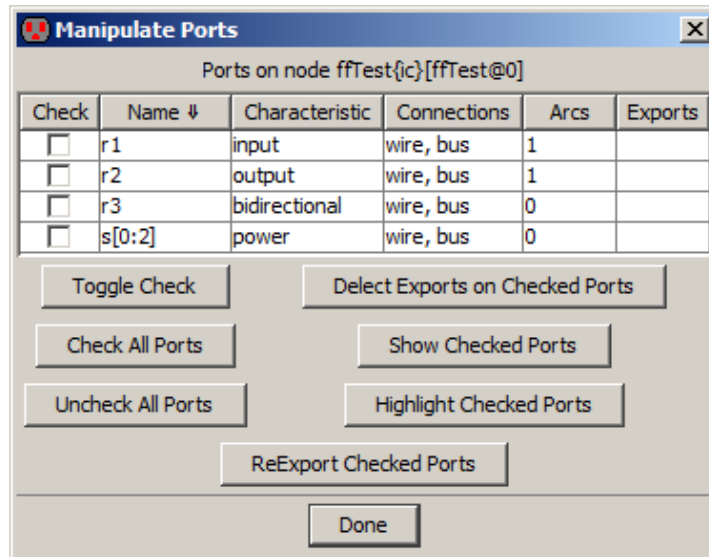 Manipulate Ports
Ports on node ffTest{ic}[ffTest@0]
Check Name ⇓ Characteristic Connections Arcs Exports
r1 input wire, bus 1
r2 output wire, bus 1
r3 bidirectional wire, bus 0
s[0:2] power wire, bus 0
Toggle Check Delect Exports on Checked Ports
Check All Ports Show Checked Ports
Uncheck All Ports Highlight Checked Ports
ReExport Checked Ports
Done